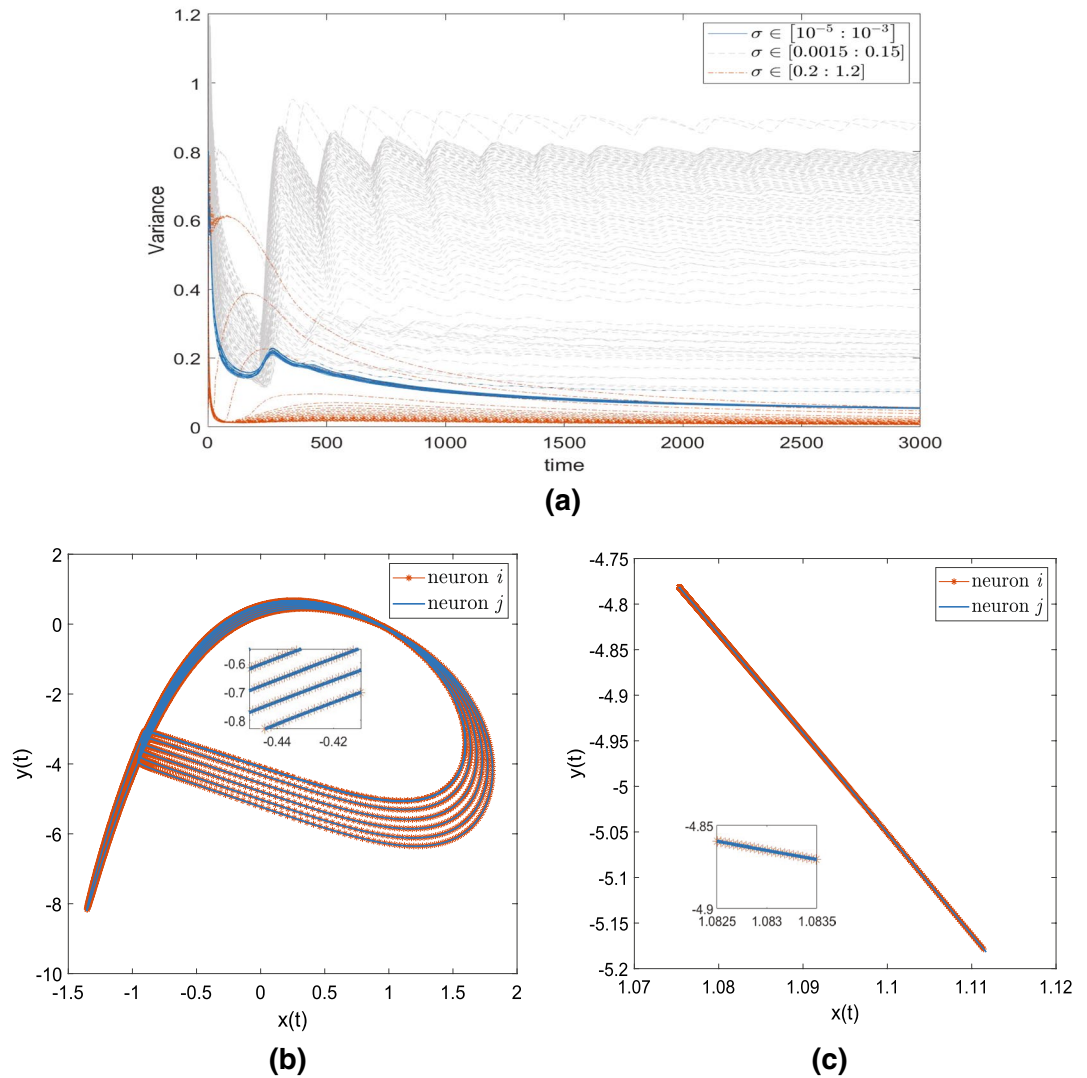 1.2
1
0.8
0.6
0.4
0.2
0
Variance
σ ∈ [10⁻⁵ : 10⁻³]
σ ∈ [0.0015 : 0.15]
σ ∈ [0.2 : 1.2]
0 500 1000 1500 2000 2500 3000
time
(a)
2
0
-2
-4
-6
-8
-10
y(t)
neuron i
neuron j
-0.6
-0.7
-0.8
-0.44 -0.42
-1.5 -1 -0.5 0 0.5 1 1.5 2
x(t)
(b)
-4.75
-4.8
-4.85
-4.9
-4.95
-5
-5.05
-5.1
-5.15
-5.2
y(t)
neuron i
neuron j
-4.85
-4.9
1.0825 1.083 1.0835
1.07 1.08 1.09 1.1 1.11 1.12
x(t)
(c)